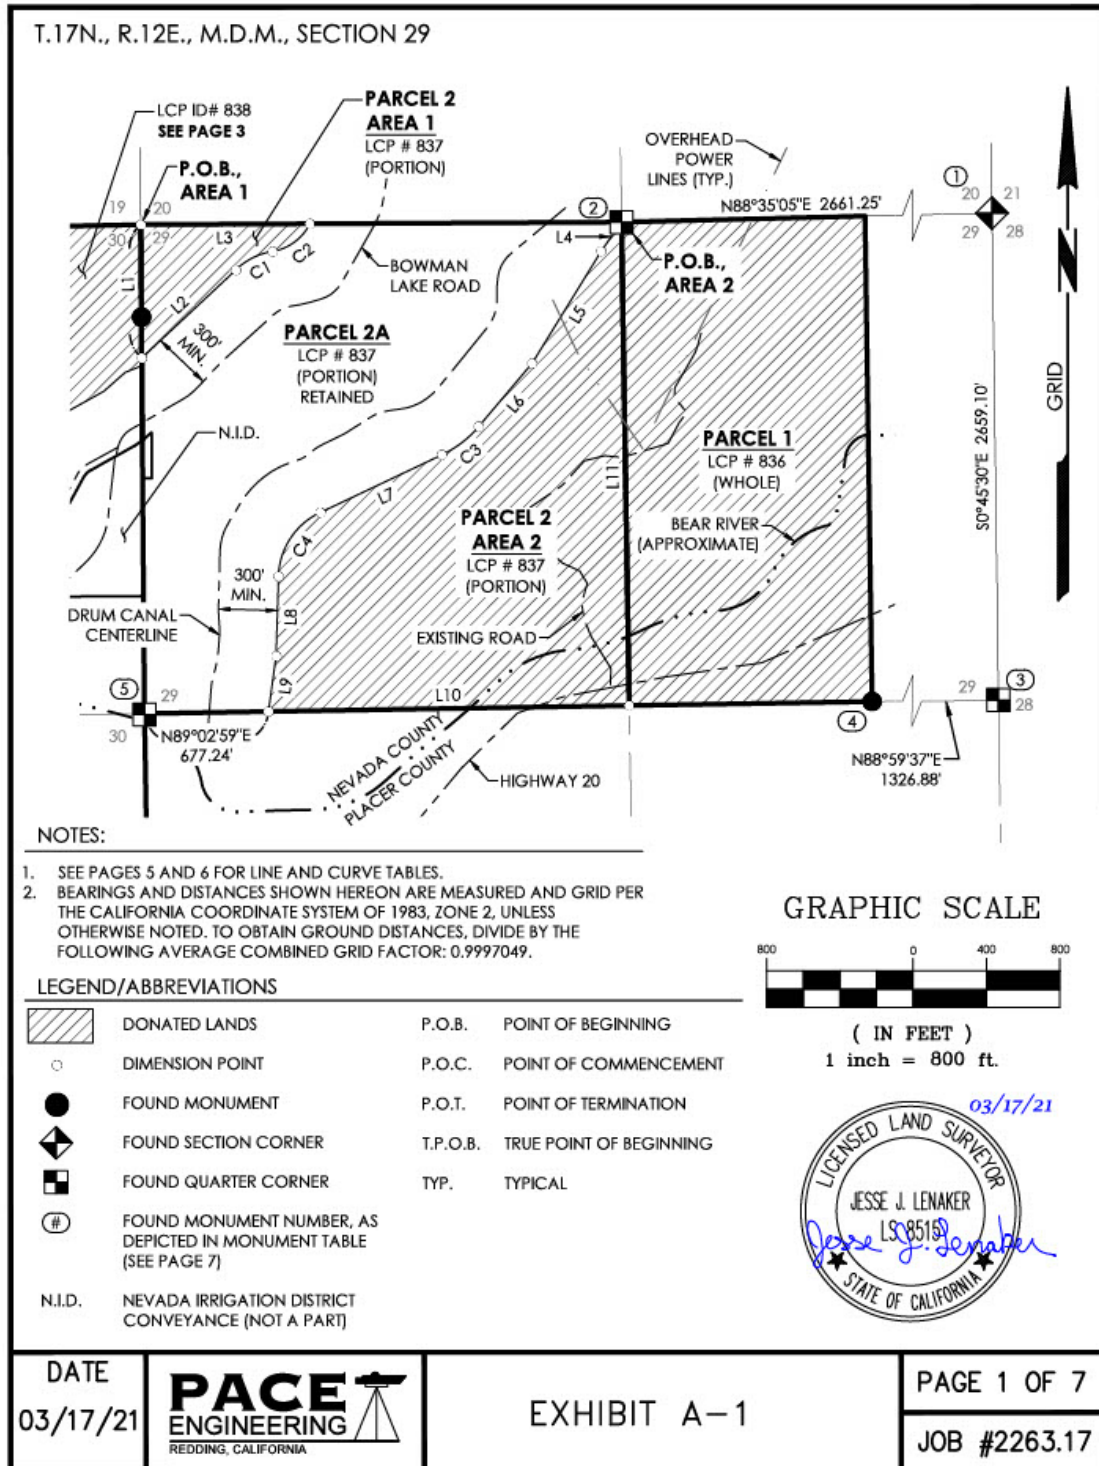 T.17N., R.12E., M.D.M., SECTION 29
LCP ID# 838
SEE PAGE 3
PARCEL 2
AREA 1
LCP # 837
(PORTION)
P.O.B.,
AREA 1
OVERHEAD
POWER
LINES (TYP.)
1
20
21
29
28
19
20
30
29
2
N88°35'05"E 2661.25'
L3
C1
C2
L4
P.O.B.,
AREA 2
BOWMAN
LAKE ROAD
L1
L2
300'
MIN.
PARCEL 2A
LCP # 837
(PORTION)
RETAINED
L5
L6
GRID
N
S0°45'30"E 2659.10'
N.I.D.
C3
L11
PARCEL 1
LCP # 836
(WHOLE)
L7
PARCEL 2
AREA 2
LCP # 837
(PORTION)
BEAR RIVER
(APPROXIMATE)
C4
300'
MIN.
L8
DRUM CANAL
CENTERLINE
EXISTING ROAD
L9
L10
5
29
30
N89°02'59"E
677.24'
NEVADA COUNTY
PLACER COUNTY
HIGHWAY 20
4
3
29
28
N88°59'37"E
1326.88'
NOTES:
1. SEE PAGES 5 AND 6 FOR LINE AND CURVE TABLES.
2. BEARINGS AND DISTANCES SHOWN HEREON ARE MEASURED AND GRID PER
THE CALIFORNIA COORDINATE SYSTEM OF 1983, ZONE 2, UNLESS
OTHERWISE NOTED. TO OBTAIN GROUND DISTANCES, DIVIDE BY THE
FOLLOWING AVERAGE COMBINED GRID FACTOR: 0.9997049.
GRAPHIC SCALE
800 0 400 800
( IN FEET )
1 inch = 800 ft.
LEGEND/ABBREVIATIONS
DONATED LANDS
DIMENSION POINT
FOUND MONUMENT
FOUND SECTION CORNER
FOUND QUARTER CORNER
# FOUND MONUMENT NUMBER, AS
DEPICTED IN MONUMENT TABLE
(SEE PAGE 7)
N.I.D. NEVADA IRRIGATION DISTRICT
CONVEYANCE (NOT A PART)
P.O.B. POINT OF BEGINNING
P.O.C. POINT OF COMMENCEMENT
P.O.T. POINT OF TERMINATION
T.P.O.B. TRUE POINT OF BEGINNING
TYP. TYPICAL
03/17/21
LICENSED LAND SURVEYOR
JESSE J. LENAKER
LS 8515
Jesse J. Lenaker
STATE OF CALIFORNIA
DATE
03/17/21
PACE
ENGINEERING
REDDING, CALIFORNIA
EXHIBIT A-1
PAGE 1 OF 7
JOB #2263.17